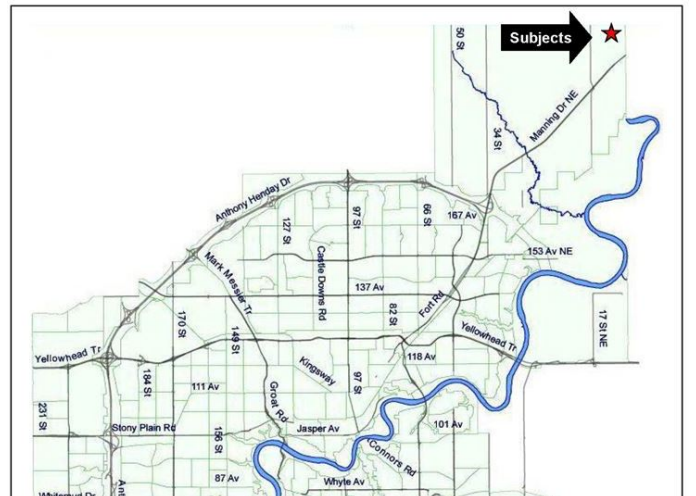 50 St
Subjects
34 St
Manning Dr NE
Anthony Henday Dr
97 St
66 St
167 Av
127 St
Castle Downs Rd
153 Av NE
Mark Messier Tr
137 Av
170 St
82 St
Fort Rd
17 St NE
149 St
Yellowhead Tr
Yellowhead Tr
118 Av
184 St
111 Av
Kingsway
97 St
231 St
Groat Rd
Stony Plain Rd
156 St
Jasper Av
101 Av
Connors Rd
87 Av
Whyte Av